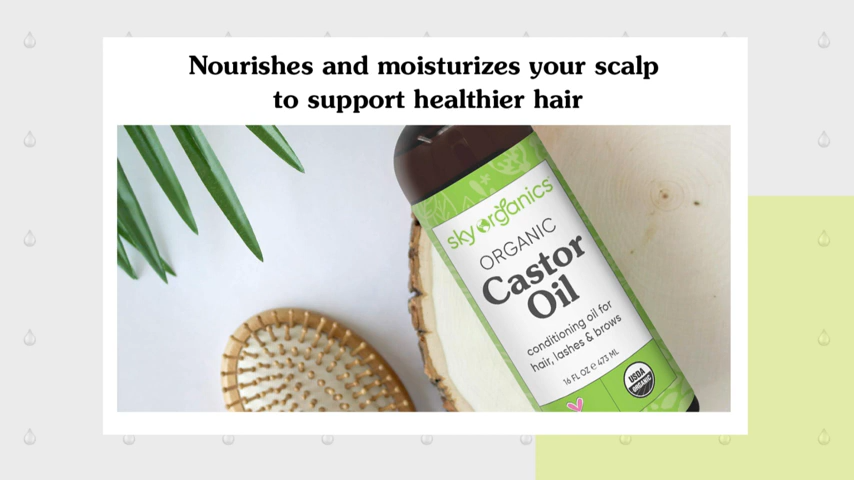 Nourishes and moisturizes your scalp
to support healthier hair
sky organics
ORGANIC
Castor
Oil
conditioning oil for
hair, lashes & brows
16 FL OZ ℮ 473 ML
USDA
ORGANIC